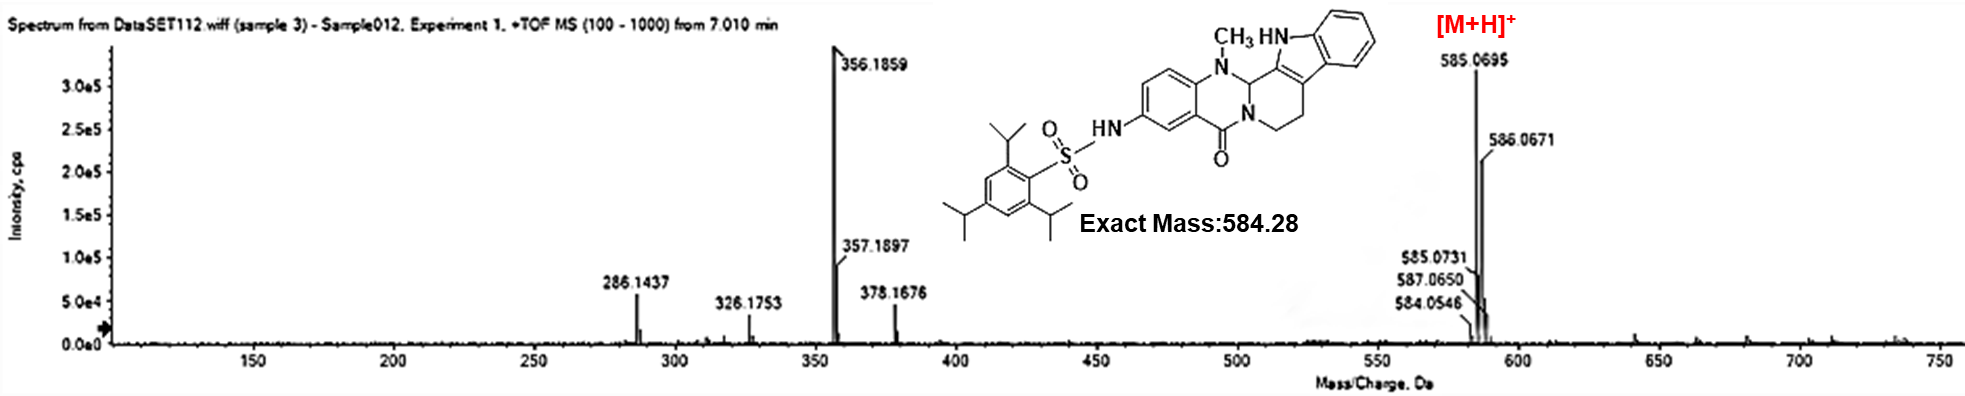 Spectrum from DataSET112.wiff (sample 3) - Sample012, Experiment 1, +TOF MS (100 - 1000) from 7.010 min
[M+H]+
585.0695
586.0671
585.0731
587.0650
584.0546
356.1859
357.1897
378.1676
326.1753
286.1437
CH3
HN
N
N
O
HN
O
S
O
Exact Mass:584.28
Intensity, cps
3.0e5
2.5e5
2.0e5
1.5e5
1.0e5
5.0e4
0.0e0
150 200 250 300 350 400 450 500 550 600 650 700 750
Mass/Charge, Da